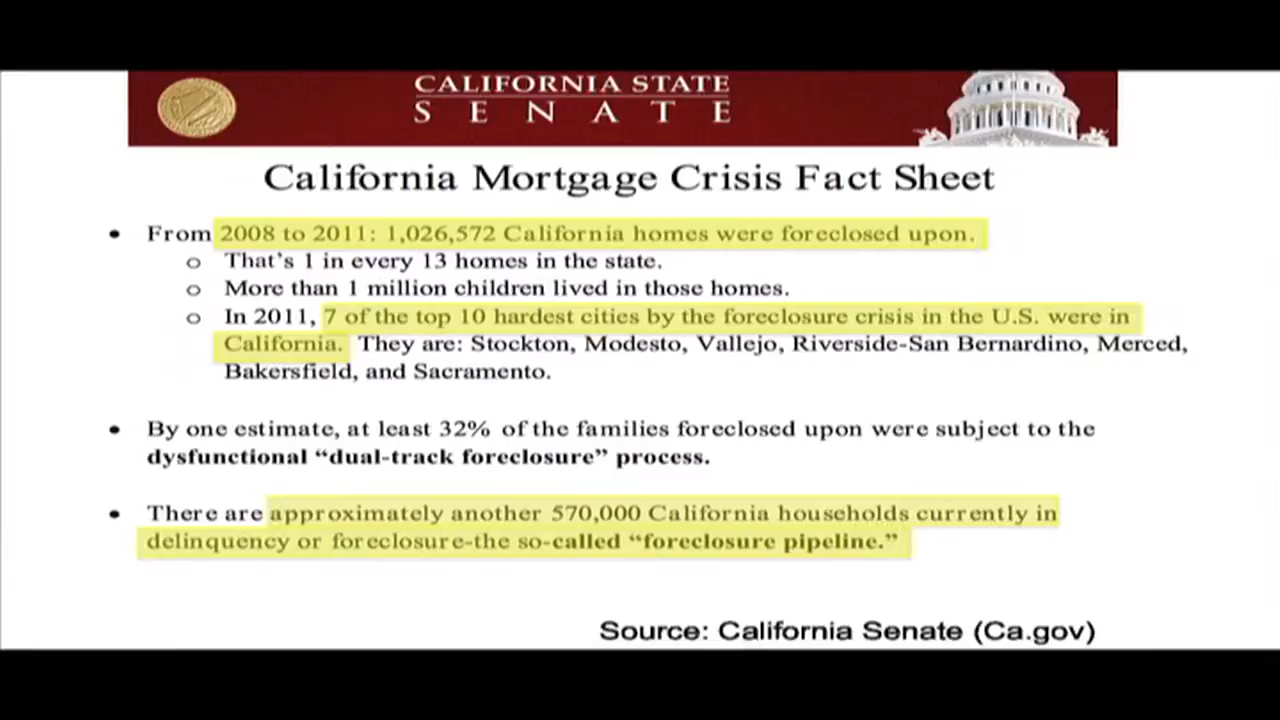 CALIFORNIA STATE
SENATE
California Mortgage Crisis Fact Sheet
• From 2008 to 2011: 1,026,572 California homes were foreclosed upon.
o That's 1 in every 13 homes in the state.
o More than 1 million children lived in those homes.
o In 2011, 7 of the top 10 hardest cities by the foreclosure crisis in the U.S. were in
California. They are: Stockton, Modesto, Vallejo, Riverside-San Bernardino, Merced,
Bakersfield, and Sacramento.
• By one estimate, at least 32% of the families foreclosed upon were subject to the
dysfunctional “dual-track foreclosure” process.
• There are approximately another 570,000 California households currently in
delinquency or foreclosure-the so-called “foreclosure pipeline.”
Source: California Senate (Ca.gov)